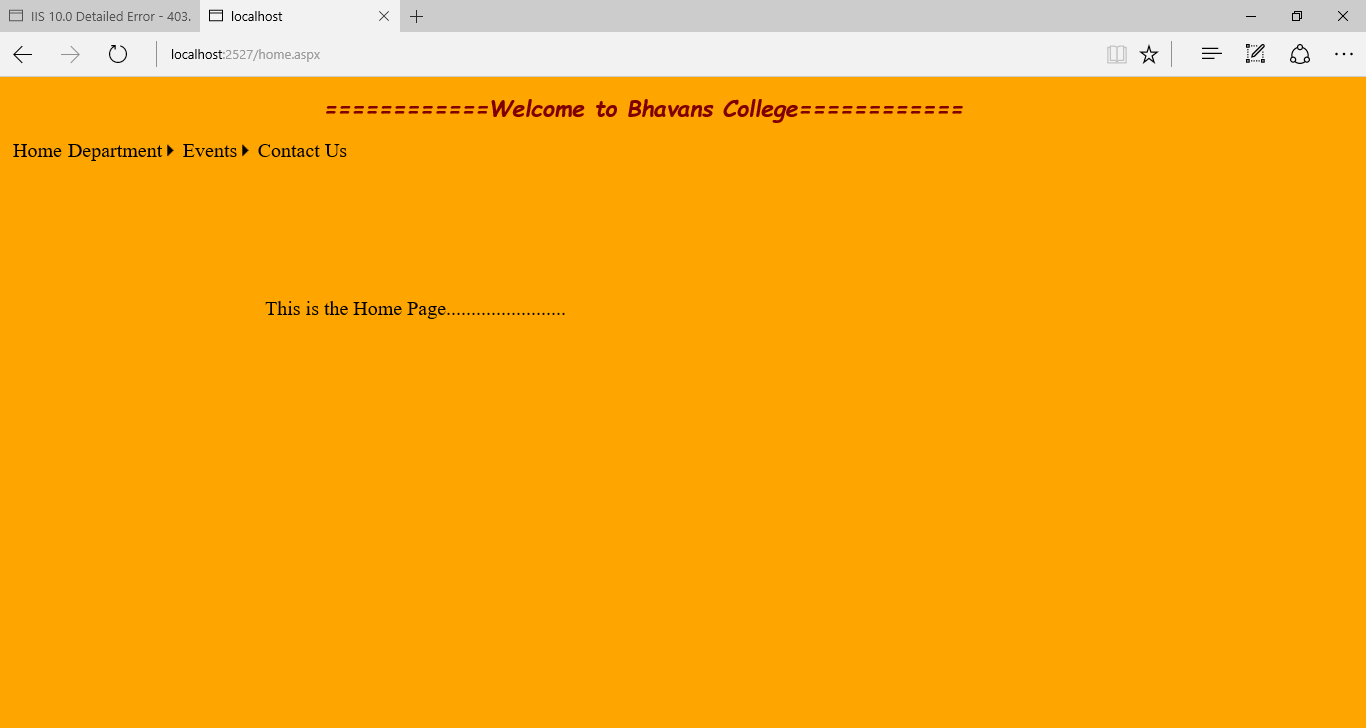 IIS 10.0 Detailed Error - 403.
localhost
localhost:2527/home.aspx
============Welcome to Bhavans College============
Home Department Events Contact Us
This is the Home Page........................